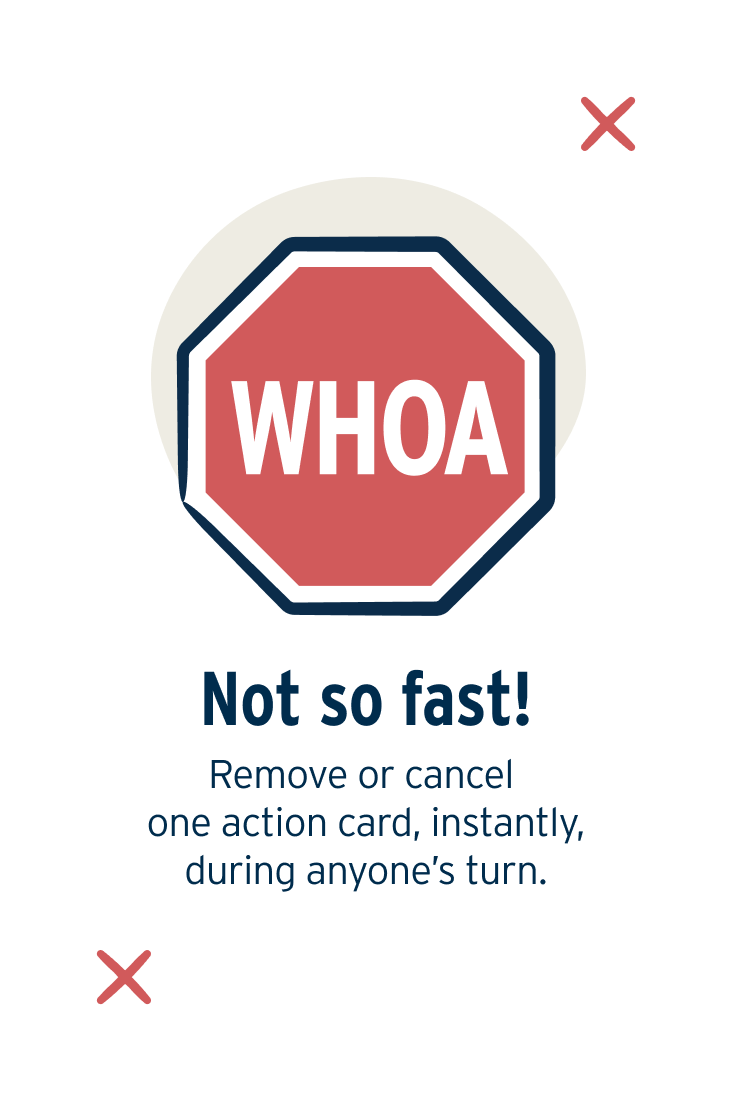 WHOA
Not so fast!
Remove or cancel
one action card, instantly,
during anyone’s turn.